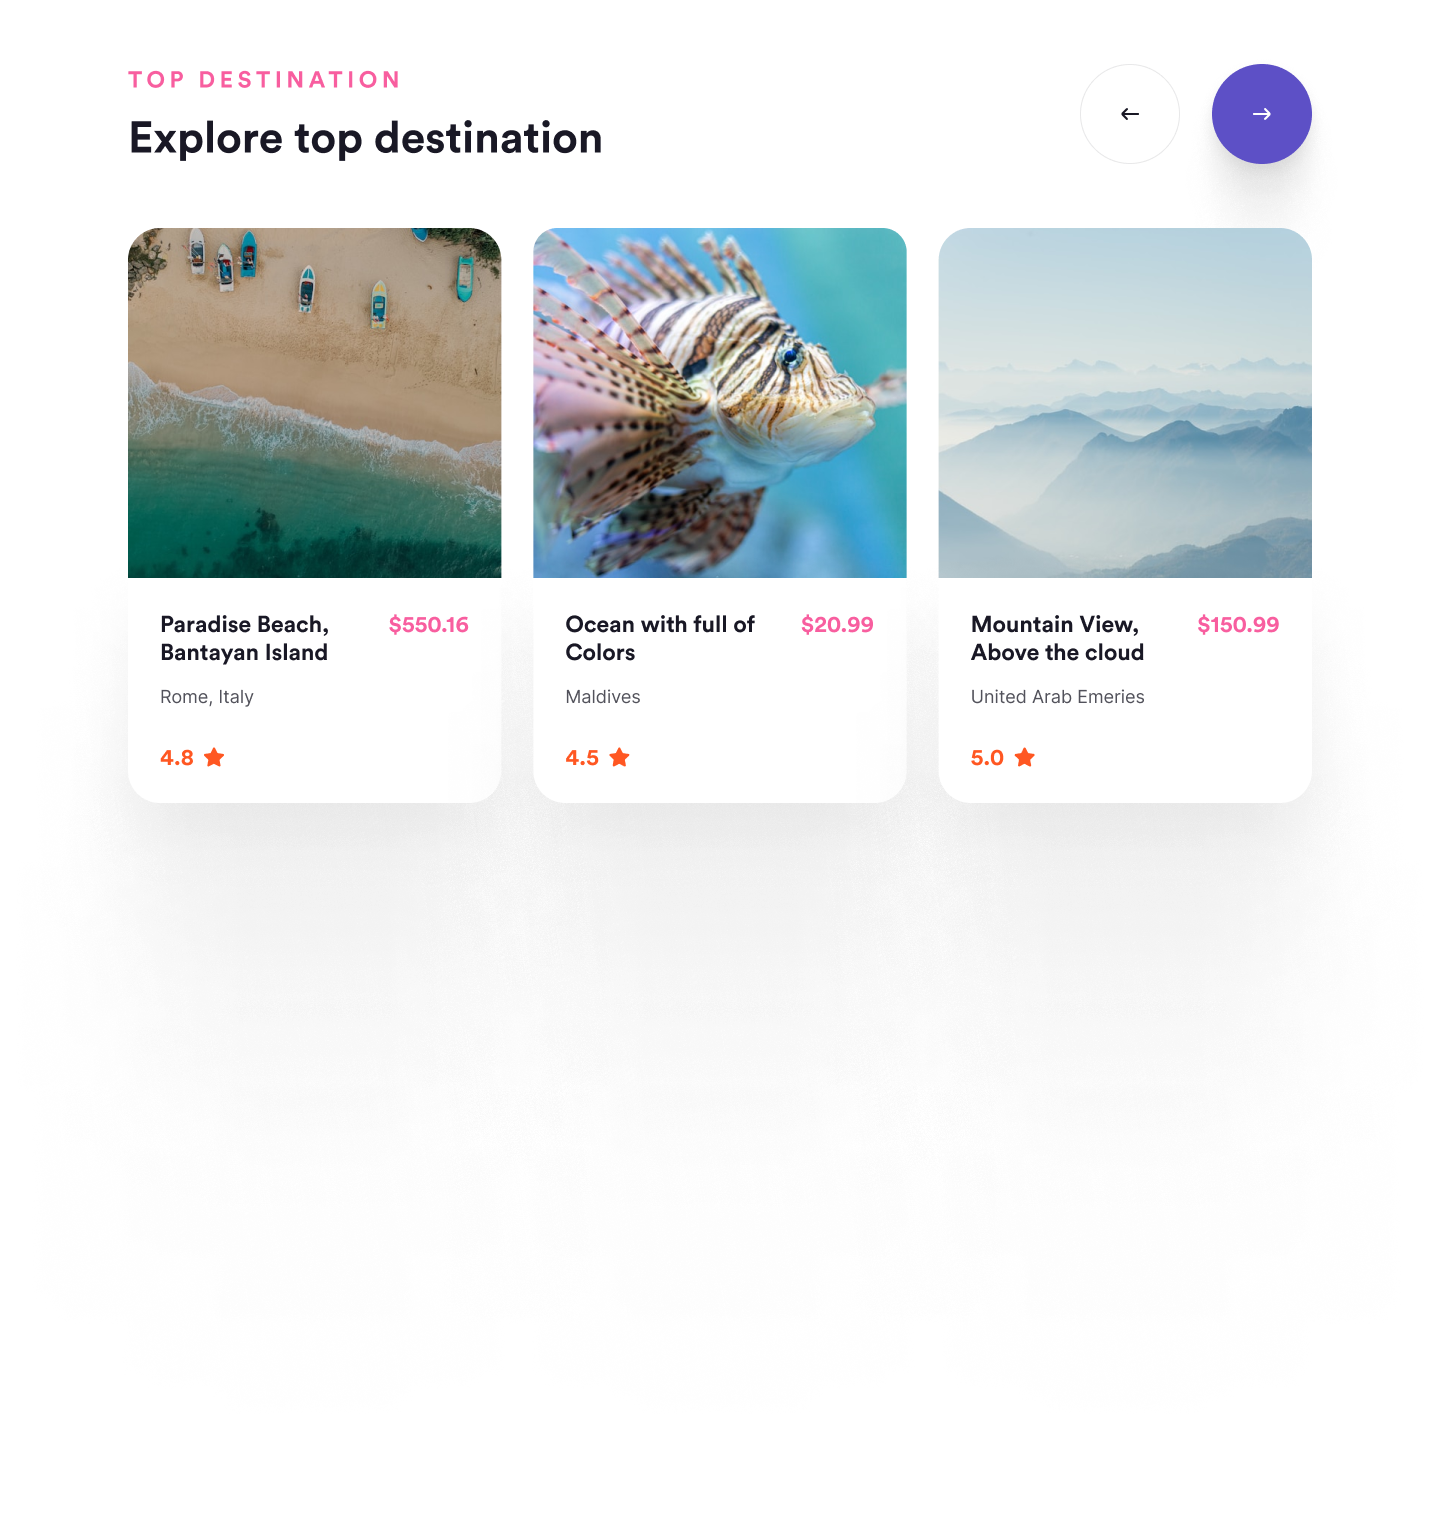 TOP DESTINATION
Explore top destination
Paradise Beach,
Bantayan Island
$550.16
Rome, Italy
4.8
Ocean with full of
Colors
$20.99
Maldives
4.5
Mountain View,
Above the cloud
$150.99
United Arab Emeries
5.0